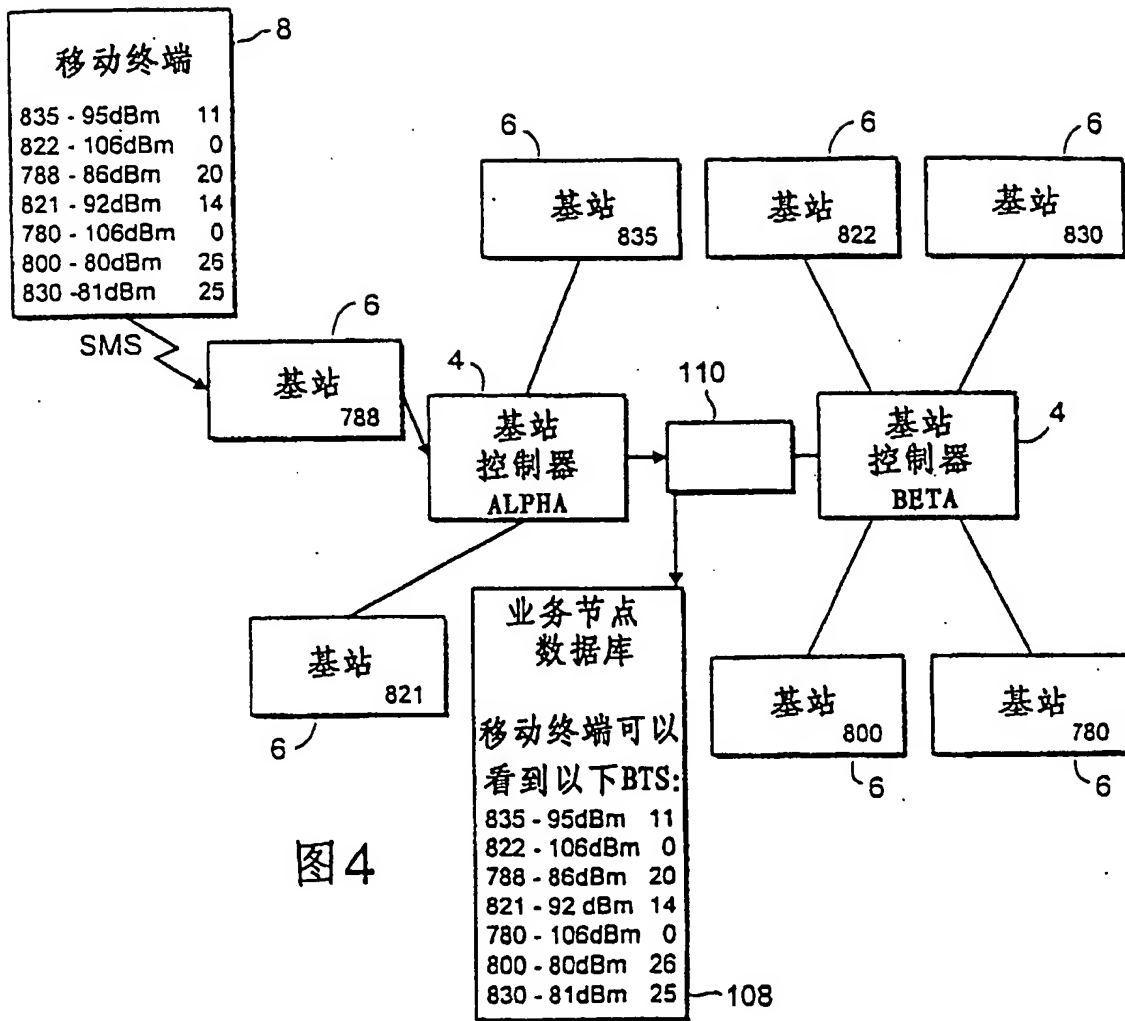 8
移动终端
835 - 95dBm 11
822 - 106dBm 0
788 - 86dBm 20
821 - 92dBm 14
780 - 106dBm 0
800 - 80dBm 26
830 -81dBm 25
SMS
6
基站
788
6
基站
835
6
基站
822
6
基站
830
4
基站
控制器
ALPHA
110
基站
控制器
BETA
4
基站
821
6
业务节点
数据库
移动终端可以
看到以下BTS:
835 - 95dBm 11
822 - 106dBm 0
788 - 86dBm 20
821 - 92 dBm 14
780 - 106dBm 0
800 - 80dBm 26
830 - 81dBm 25
108
基站
800
6
基站
780
6
图4